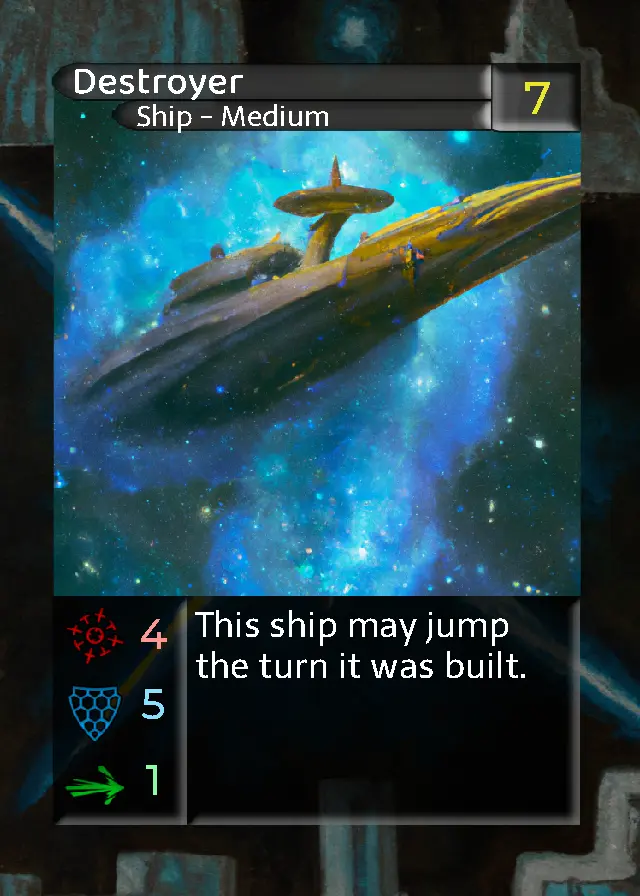 Destroyer
7
Ship – Medium
4
This ship may jump
the turn it was built.
5
1